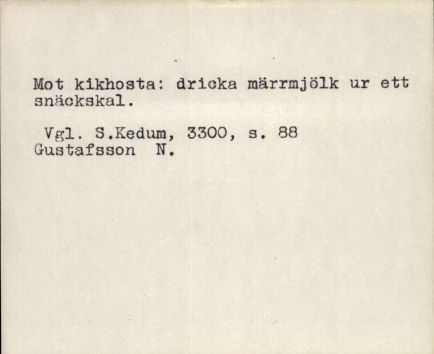 Mot kikhosta: dricka märrmjölk ur ett
snäckskal.
Vgl. S.Kedum, 3300, s. 88
Gustafsson N.